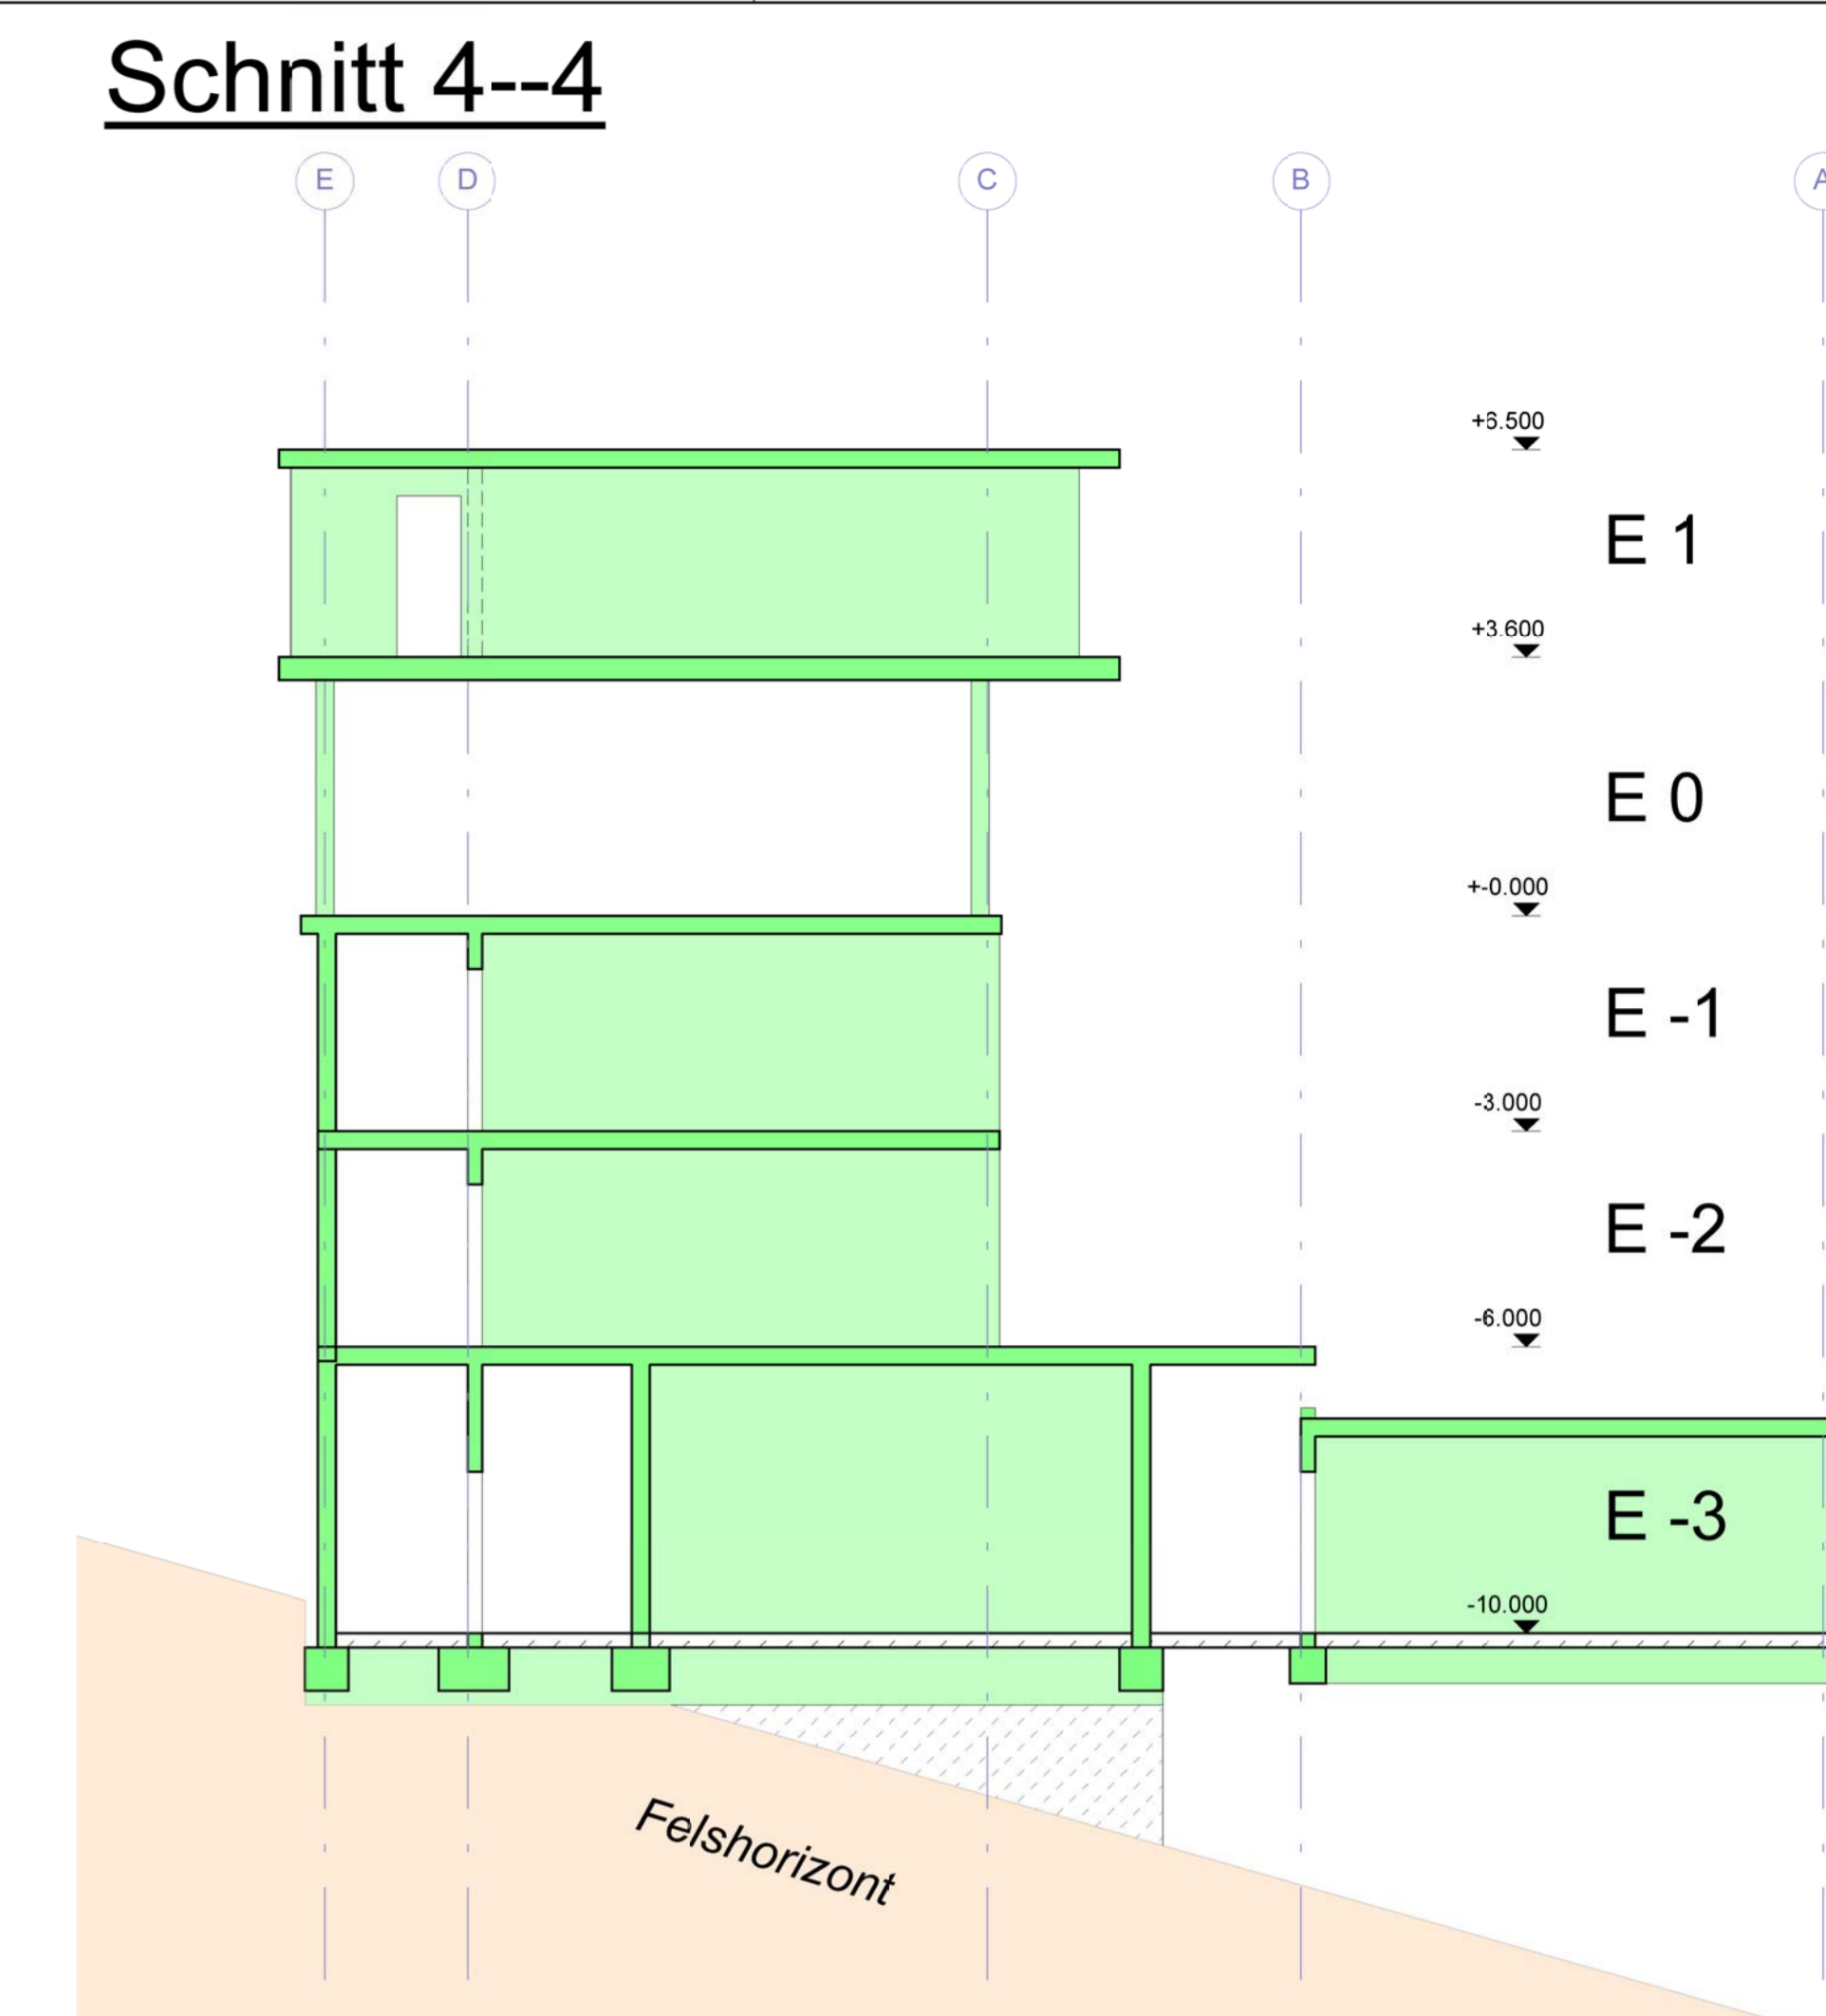 Schnitt 4--4
E D C B A
+6.500
E 1
+3.600
E 0
+-0.000
E -1
-3.000
E -2
-6.000
E -3
-10.000
Felshorizont